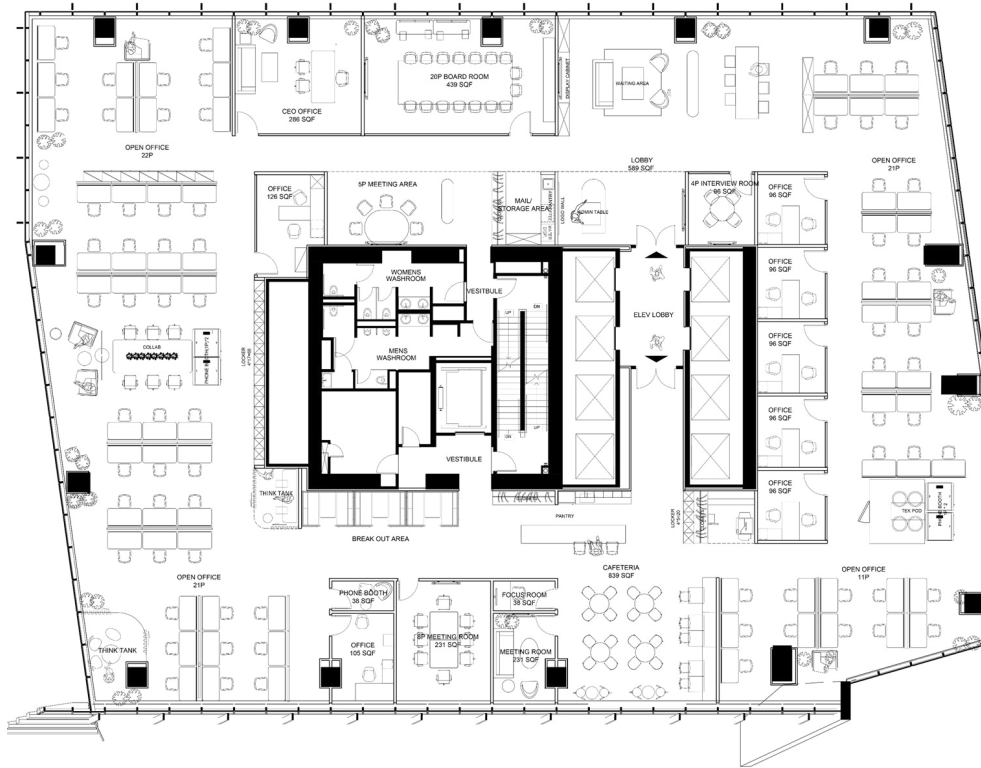 20P BOARD ROOM
439 SQF
CEO OFFICE
286 SQF
DISPLAY CABINET
WAITING AREA
OPEN OFFICE
22P
LOBBY
589 SQF
OPEN OFFICE
21P
OFFICE
126 SQF
5P MEETING AREA
MAIL/
STORAGE AREA
LOGO WALL
ADMIN TABLE
4P INTERVIEW ROOM
96 SQF
OFFICE
96 SQF
WOMENS
WASHROOM
VESTIBULE
OFFICE
96 SQF
UP
DN
ELEV LOBBY
COLLAB
LOCKER
MENS
WASHROOM
OFFICE
96 SQF
OFFICE
96 SQF
DN
UP
VESTIBULE
THINK TANK
OFFICE
96 SQF
TEK POD
PHONE BOOTH
PANTRY
LOCKER
BREAK OUT AREA
OPEN OFFICE
21P
PHONE BOOTH
38 SQF
FOCUS ROOM
38 SQF
CAFETERIA
839 SQF
OPEN OFFICE
11P
THINK TANK
OFFICE
105 SQF
8P MEETING ROOM
231 SQF
MEETING ROOM
231 SQF